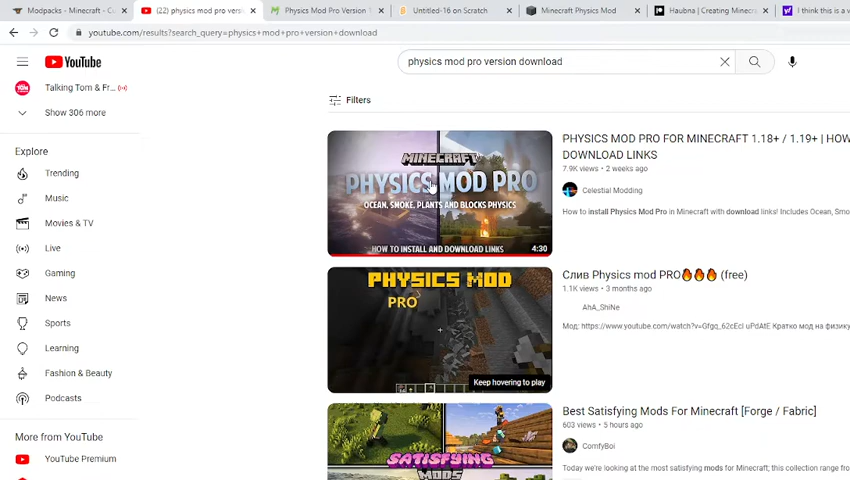 Modpacks - Minecraft - Cu
(22) physics mod pro versi
Physics Mod Pro Version 1
Untitled-16 on Scratch
Minecraft Physics Mod
Haubna | Creating Minecr
I think this is a v
youtube.com/results?search_query=physics+mod+pro+version+download
YouTube
physics mod pro version download
Talking Tom & Fr...
Show 306 more
Filters
Explore
Trending
Music
Movies & TV
Live
Gaming
News
Sports
Learning
Fashion & Beauty
Podcasts
More from YouTube
YouTube Premium
MINECRAFT
PHYSICS MOD PRO
OCEAN, SMOKE, PLANTS AND BLOCKS PHYSICS
HOW TO INSTALL AND DOWNLOAD LINKS
4:30
PHYSICS MOD PRO FOR MINECRAFT 1.18+ / 1.19+ | HOW
DOWNLOAD LINKS
7.9K views • 2 weeks ago
Celestial Modding
How to install Physics Mod Pro in Minecraft with download links! Includes Ocean, Smo
PHYSICS MOD
PRO
Keep hovering to play
Слив Physics mod PRO🔥🔥🔥 (free)
1.1K views • 3 months ago
AhA_ShiNe
Мод: https://www.youtube.com/watch?v=Gfgq_62cEcI uPdAtE Кратко мод на физику
SATISFYING
MODS
Best Satisfying Mods For Minecraft [Forge / Fabric]
603 views • 5 hours ago
ComfyBoi
Today we're looking at the most satisfying mods for Minecraft; this collection range fro